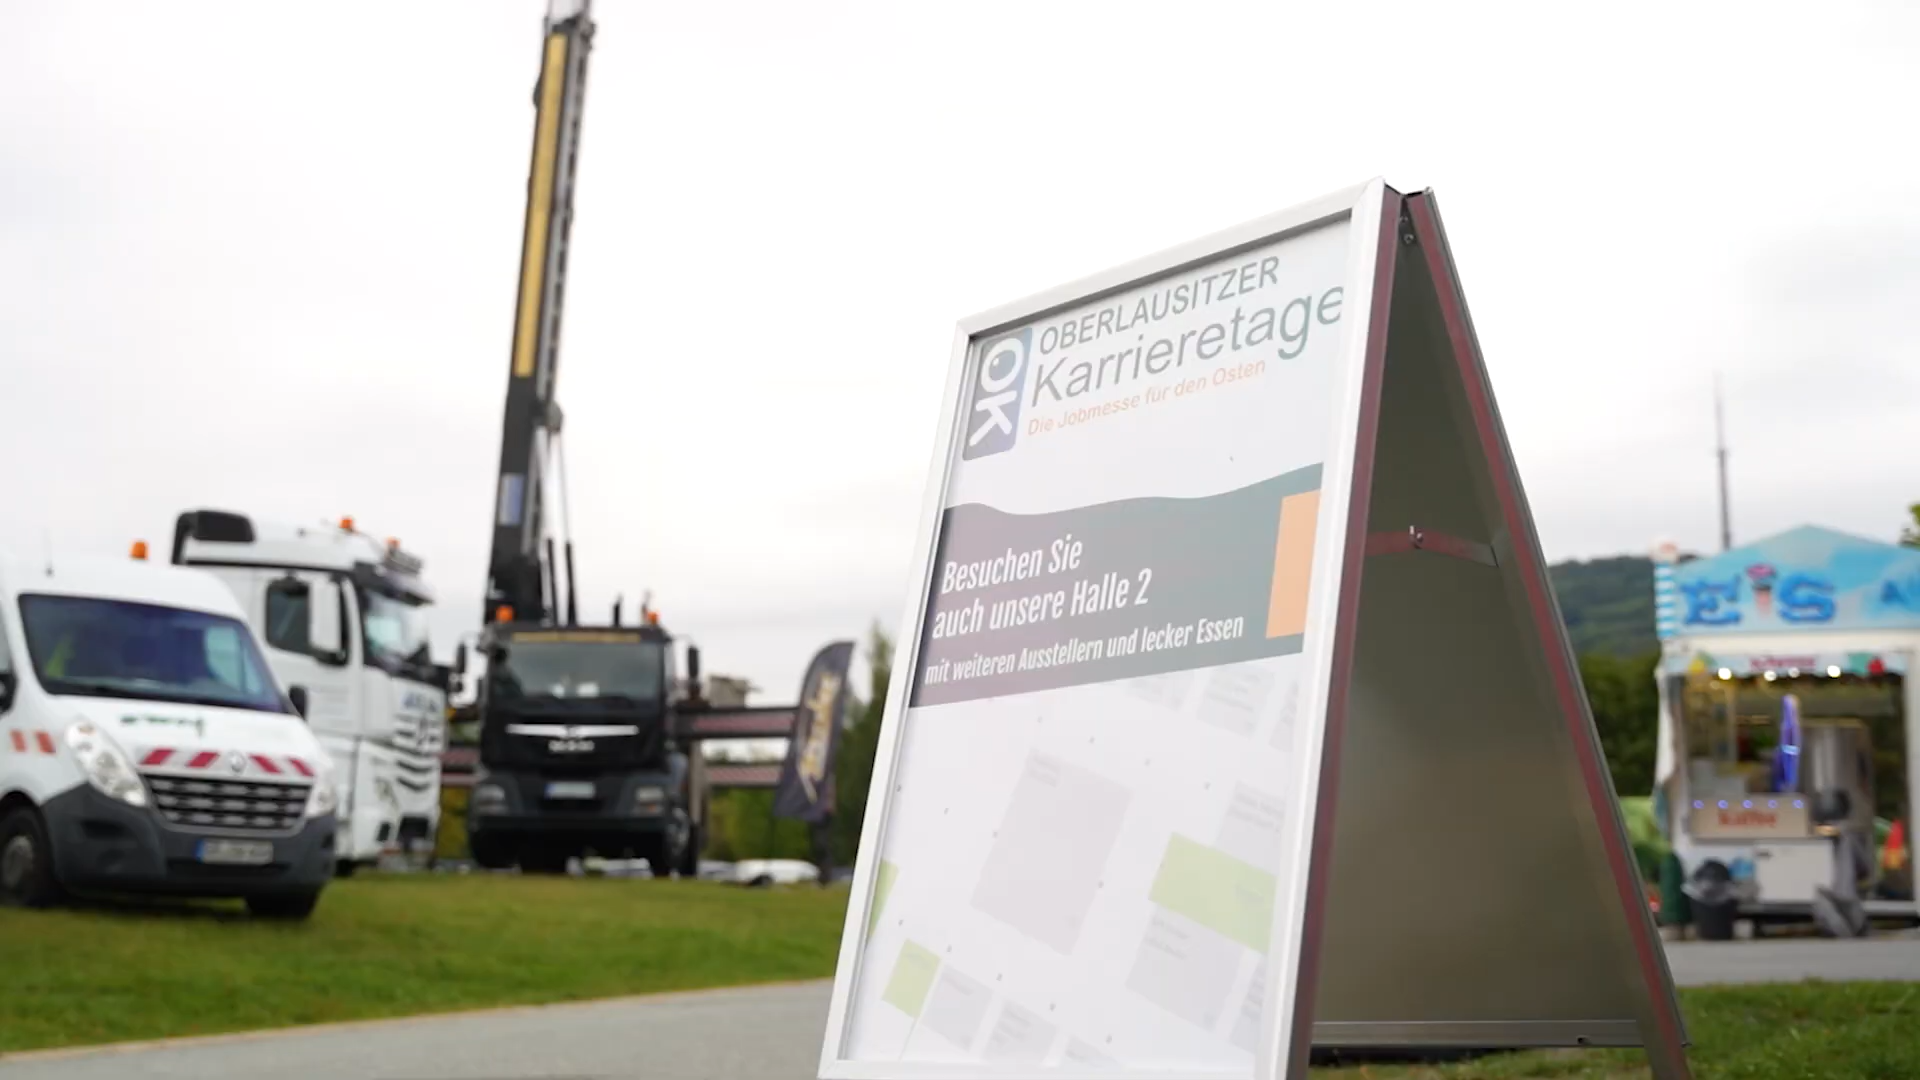 OK
OBERLAUSITZER
Karrieretage
Die Jobmesse für den Osten
Besuchen Sie
auch unsere Halle 2
mit weiteren Ausstellern und lecker Essen
EiS
Kaffee